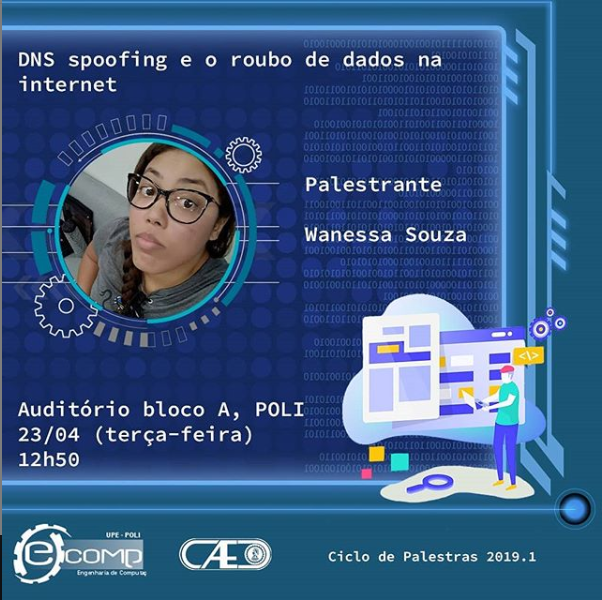 DNS spoofing e o roubo de dados na
internet
Palestrante
Wanessa Souza
Auditório bloco A, POLI
23/04 (terça-feira)
12h50
UPE - POLI
ecomp
Engenharia de Computação
CAEC
Ciclo de Palestras 2019.1